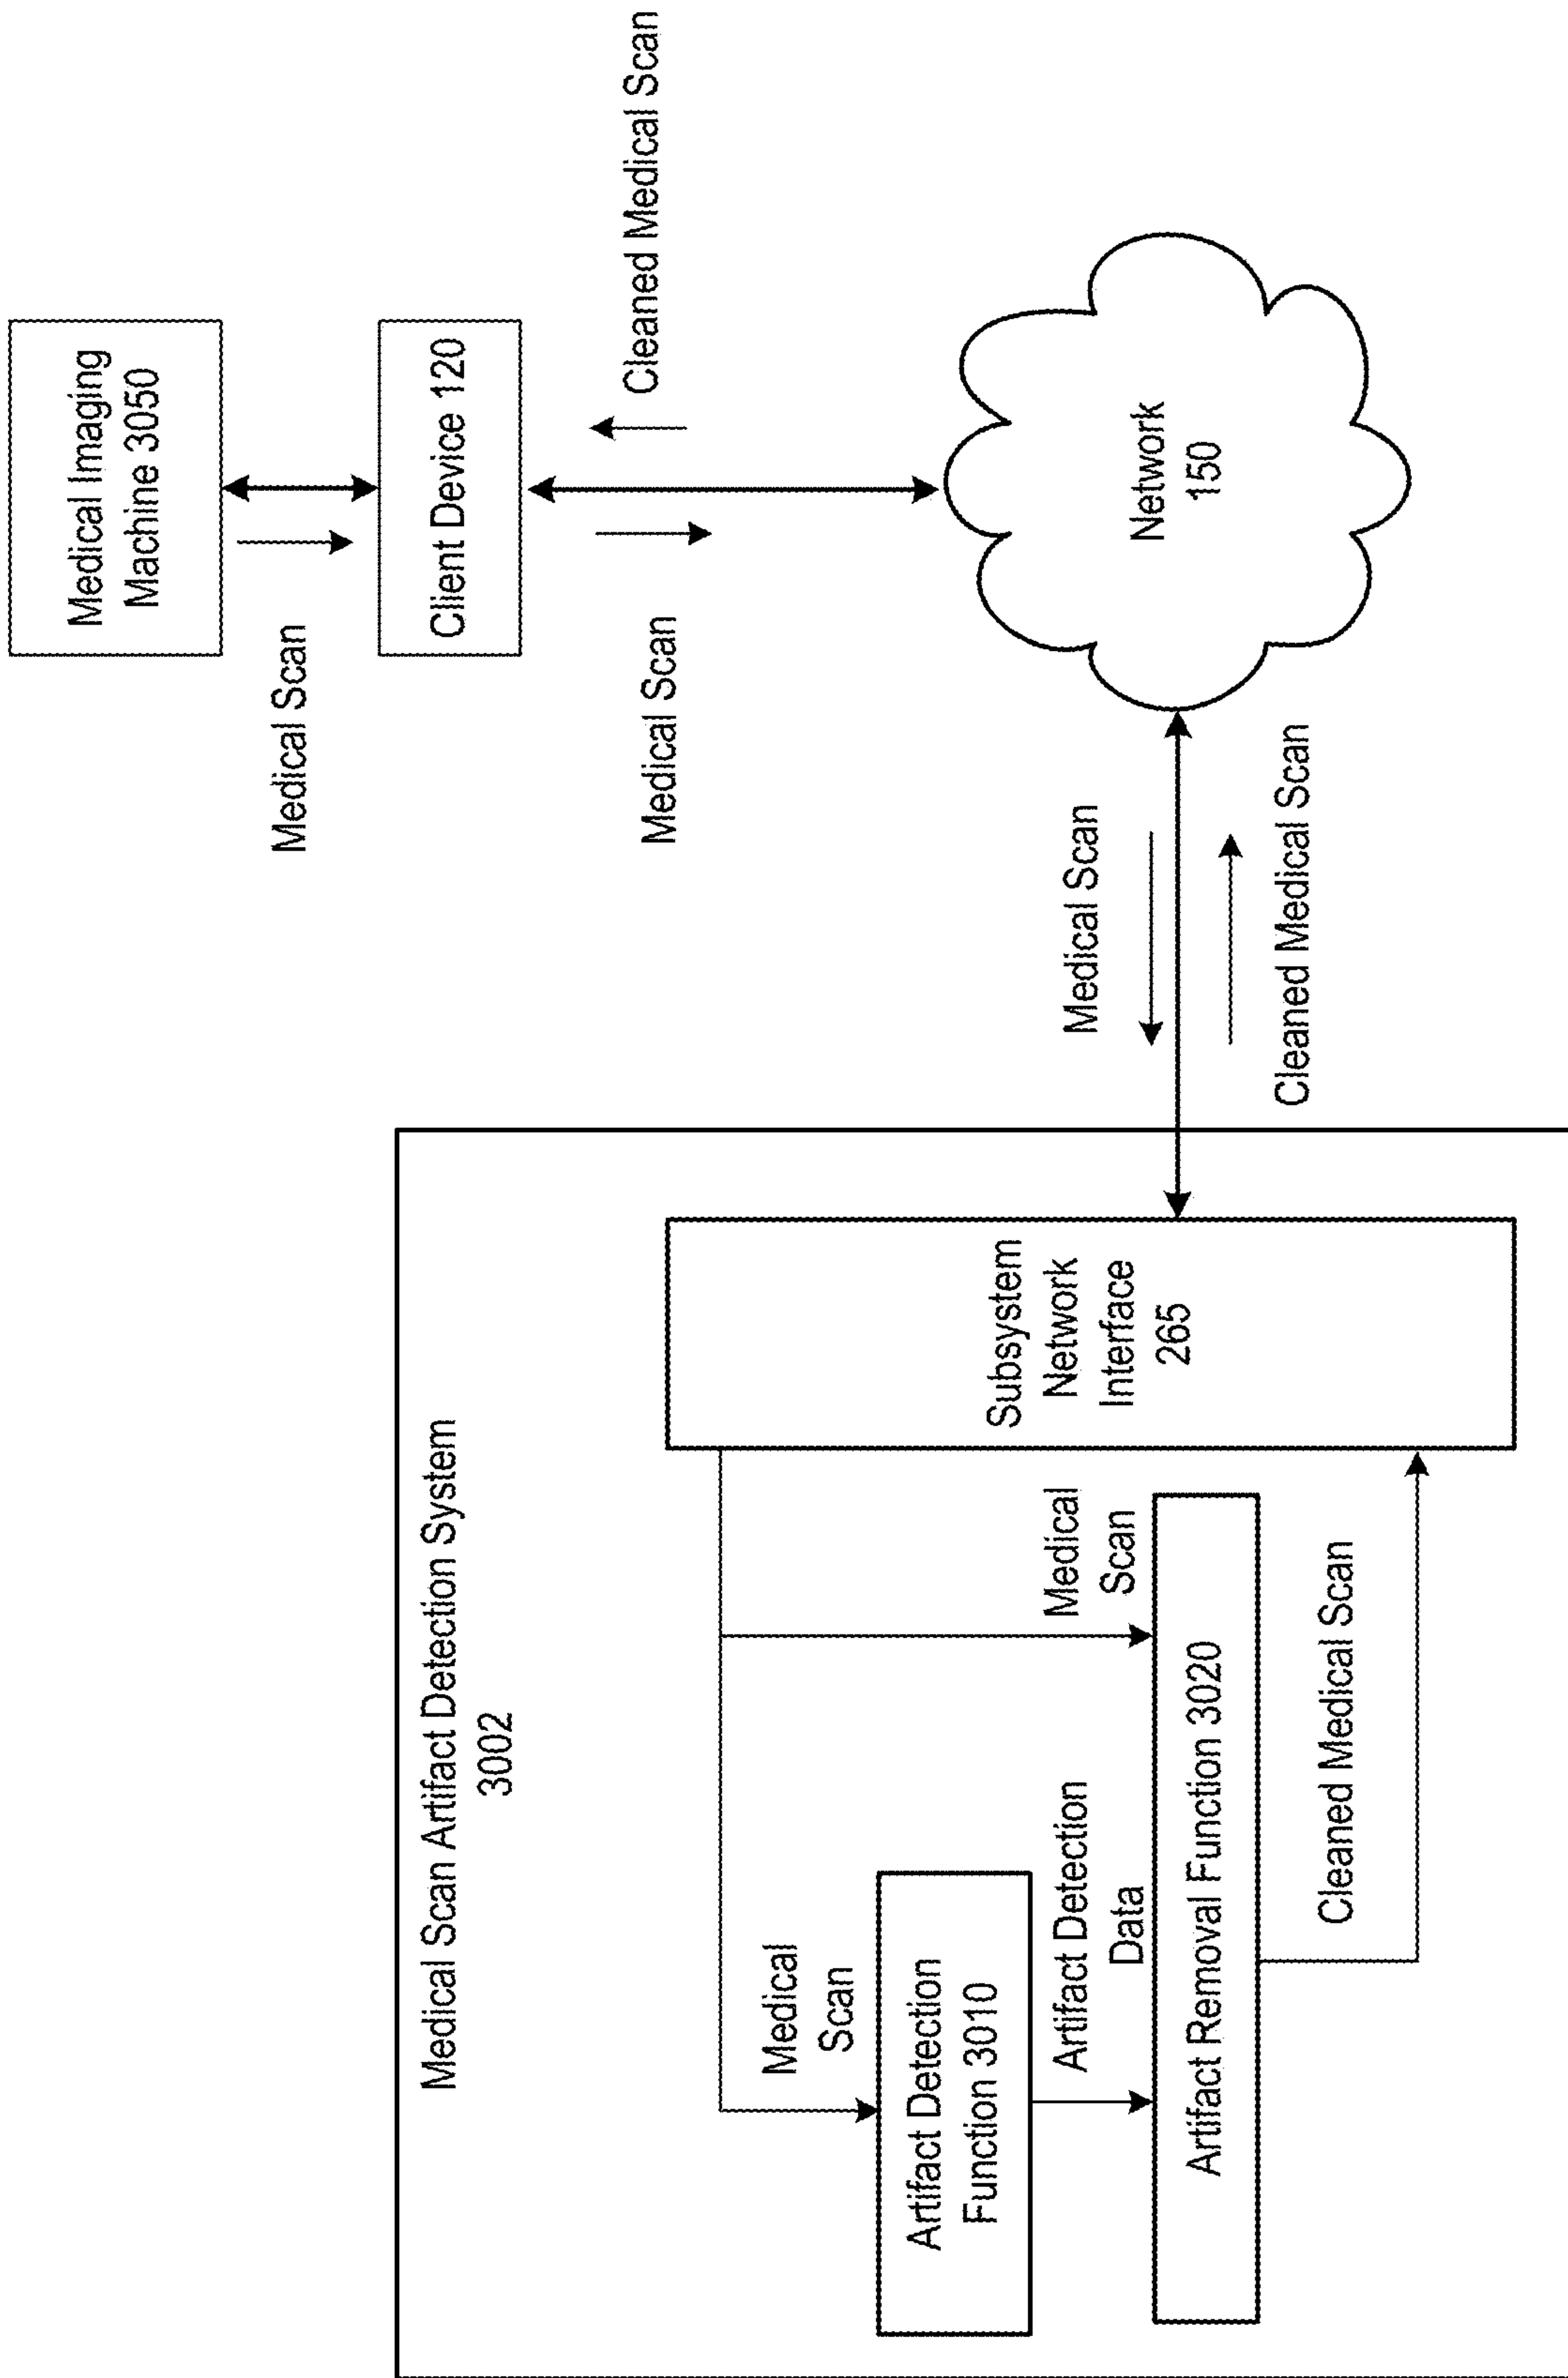 Medical Scan Artifact Detection System
3002
Medical
Scan
Artifact Detection
Function 3010
Artifact Detection
Data
Medical
Scan
Artifact Removal Function 3020
Cleaned Medical Scan
Subsystem
Network
Interface
265
Medical Scan
Cleaned Medical Scan
Medical Imaging
Machine 3050
Medical Scan
Client Device 120
Medical Scan
Cleaned Medical Scan
Network
150